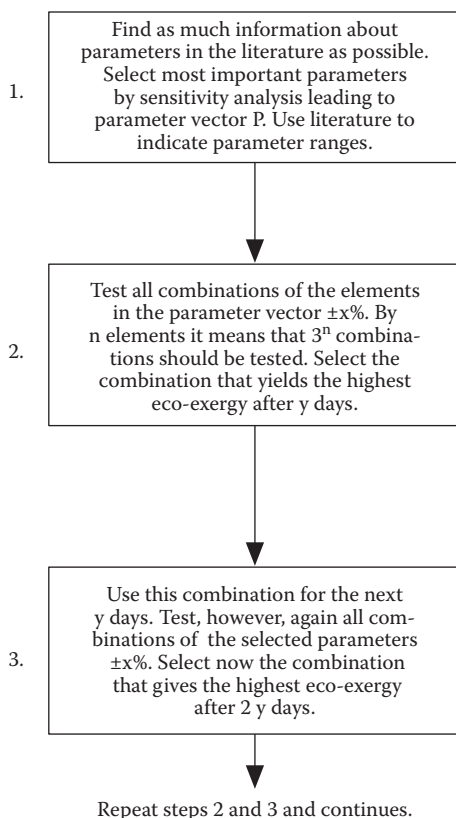 1.
Find as much information about
parameters in the literature as possible.
Select most important parameters
by sensitivity analysis leading to
parameter vector P. Use literature to
indicate parameter ranges.
2.
Test all combinations of the elements
in the parameter vector ±x%. By
n elements it means that 3ⁿ combina-
tions should be tested. Select the
combination that yields the highest
eco-exergy after y days.
3.
Use this combination for the next
y days. Test, however, again all com-
binations of the selected parameters
±x%. Select now the combination
that gives the highest eco-exergy
after 2 y days.
Repeat steps 2 and 3 and continues.